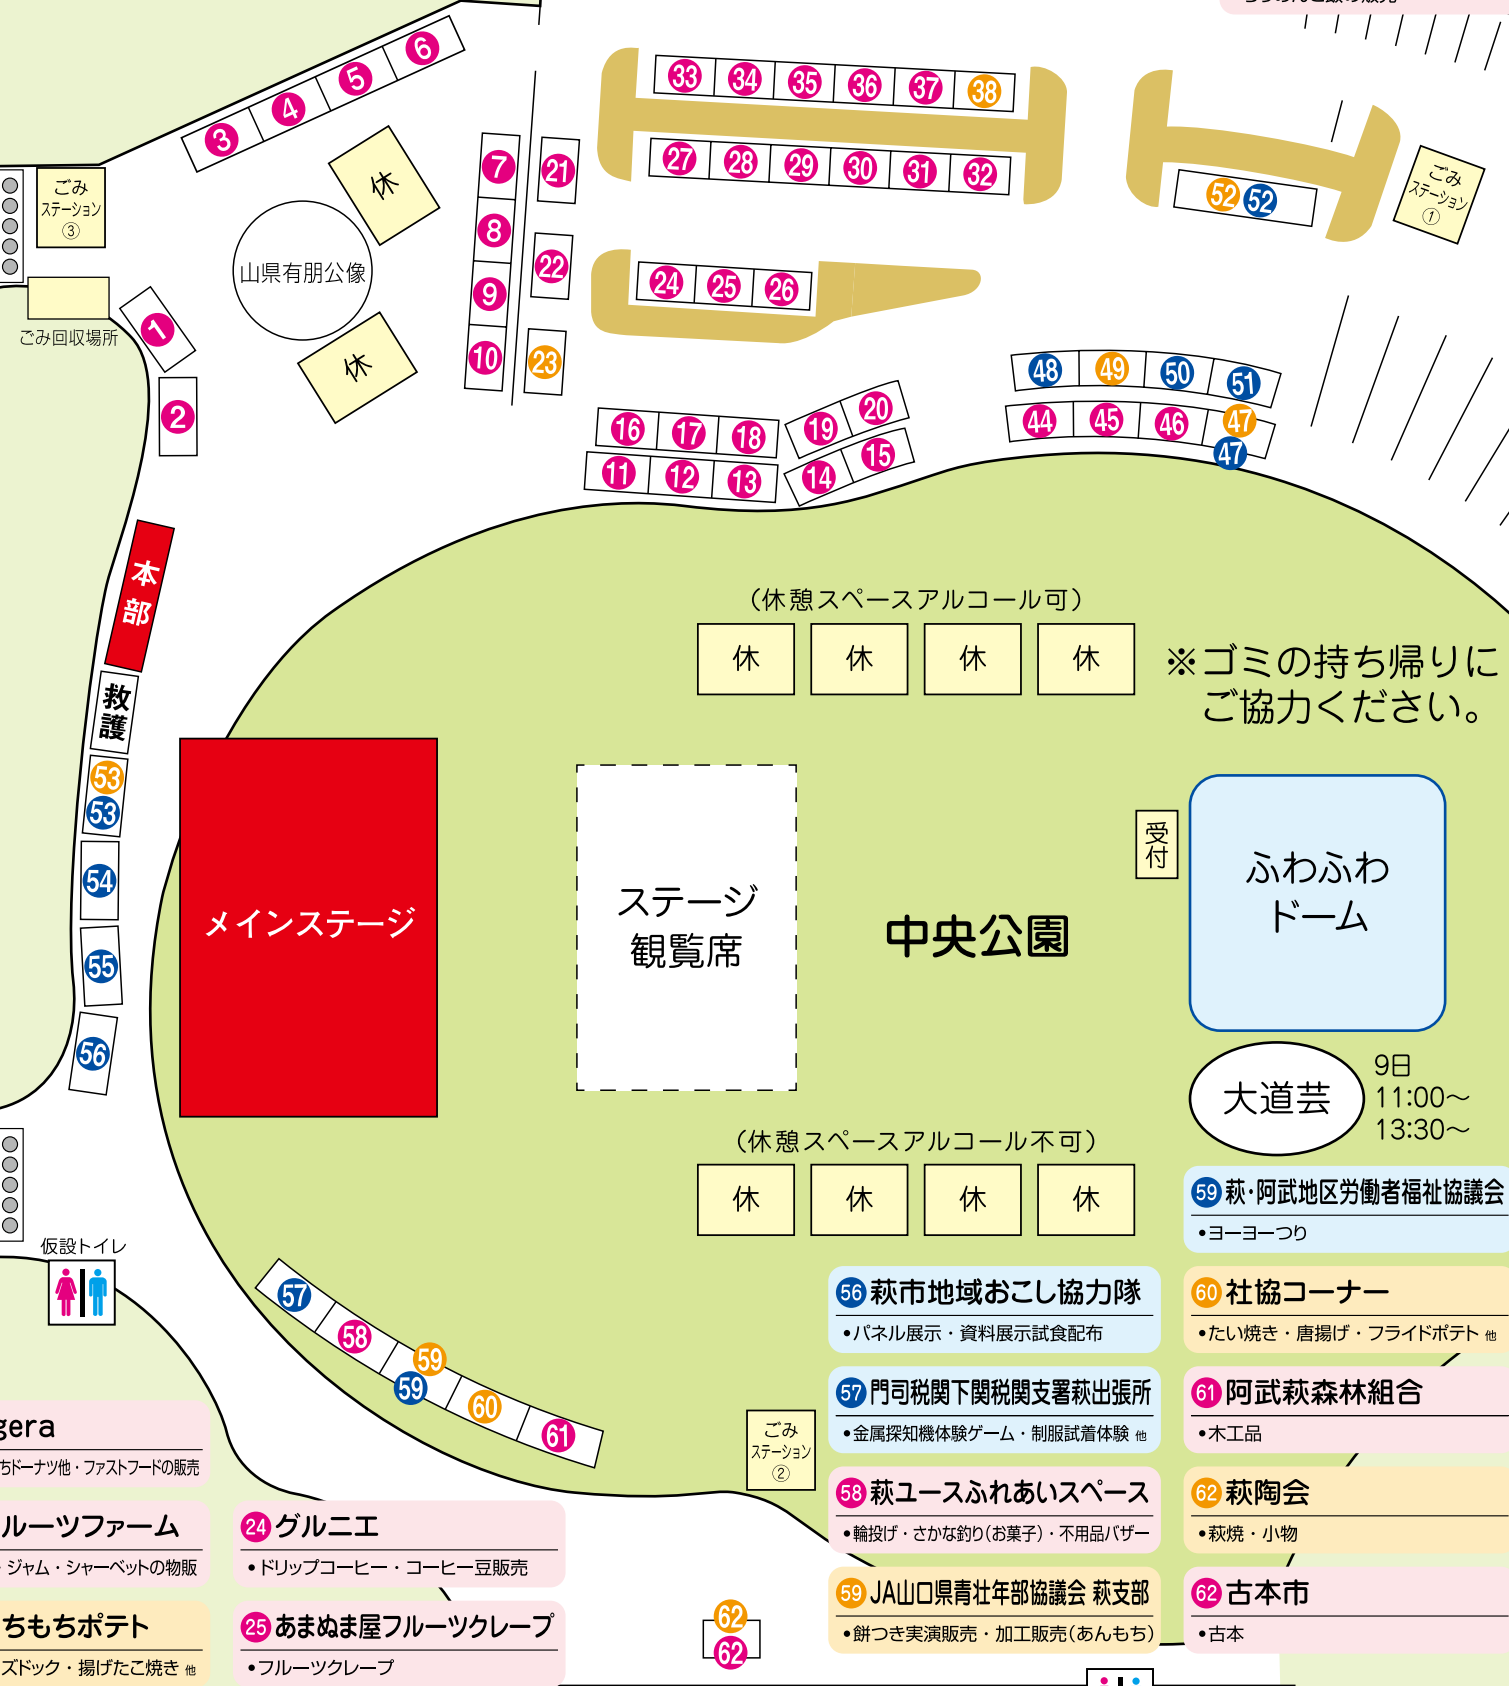 3
4
5
6
33
34
35
36
37
38
27
28
29
30
31
32
52
52
ごみ
ステーション
①
ごみ
ステーション
③
ごみ回収場所
休
山県有朋公像
休
1
2
7
8
9
10
21
22
23
24
25
26
16
17
18
19
20
11
12
13
14
15
48
49
50
51
44
45
46
47
47
本部
救護
53
53
54
55
56
(休憩スペースアルコール可)
休
休
休
休
※ゴミの持ち帰りに
ご協力ください。
メインステージ
ステージ
観覧席
中央公園
受付
ふわふわ
ドーム
大道芸
9日
11:00～
13:30～
(休憩スペースアルコール不可)
休
休
休
休
仮設トイレ
57
58
59
59
60
61
ごみ
ステーション
②
62
62
gera
ちドーナツ他・ファストフードの販売
ルーツファーム
・ジャム・シャーベットの物販
ちもちポテト
ズドック・揚げたこ焼き 他
24 グルニエ
•ドリップコーヒー・コーヒー豆販売
25 あまぬま屋フルーツクレープ
•フルーツクレープ
56 萩市地域おこし協力隊
•パネル展示・資料展示試食配布
57 門司税関下関税関支署萩出張所
•金属探知機体験ゲーム・制服試着体験 他
58 萩ユースふれあいスペース
•輪投げ・さかな釣り(お菓子)・不用品バザー
59 JA山口県青壮年部協議会 萩支部
•餅つき実演販売・加工販売(あんもち)
59 萩・阿武地区労働者福祉協議会
•ヨーヨーつり
60 社協コーナー
•たい焼き・唐揚げ・フライドポテト 他
61 阿武萩森林組合
•木工品
62 萩陶会
•萩焼・小物
62 古本市
•古本